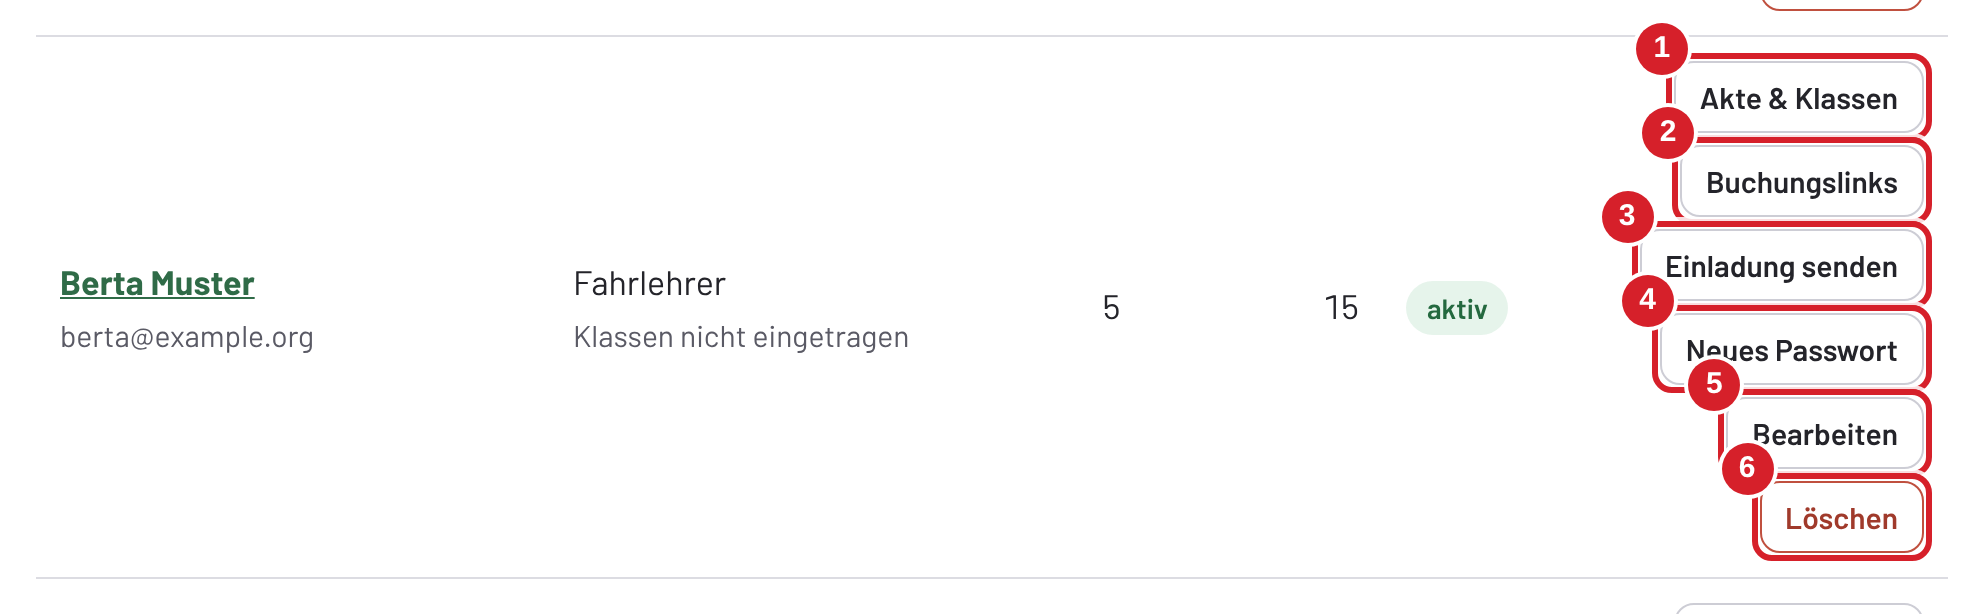 1
Akte & Klassen
2
Buchungslinks
3
Einladung senden
4
Neues Passwort
5
Bearbeiten
6
Löschen
Berta Muster
berta@example.org
Fahrlehrer
Klassen nicht eingetragen
5
15
aktiv